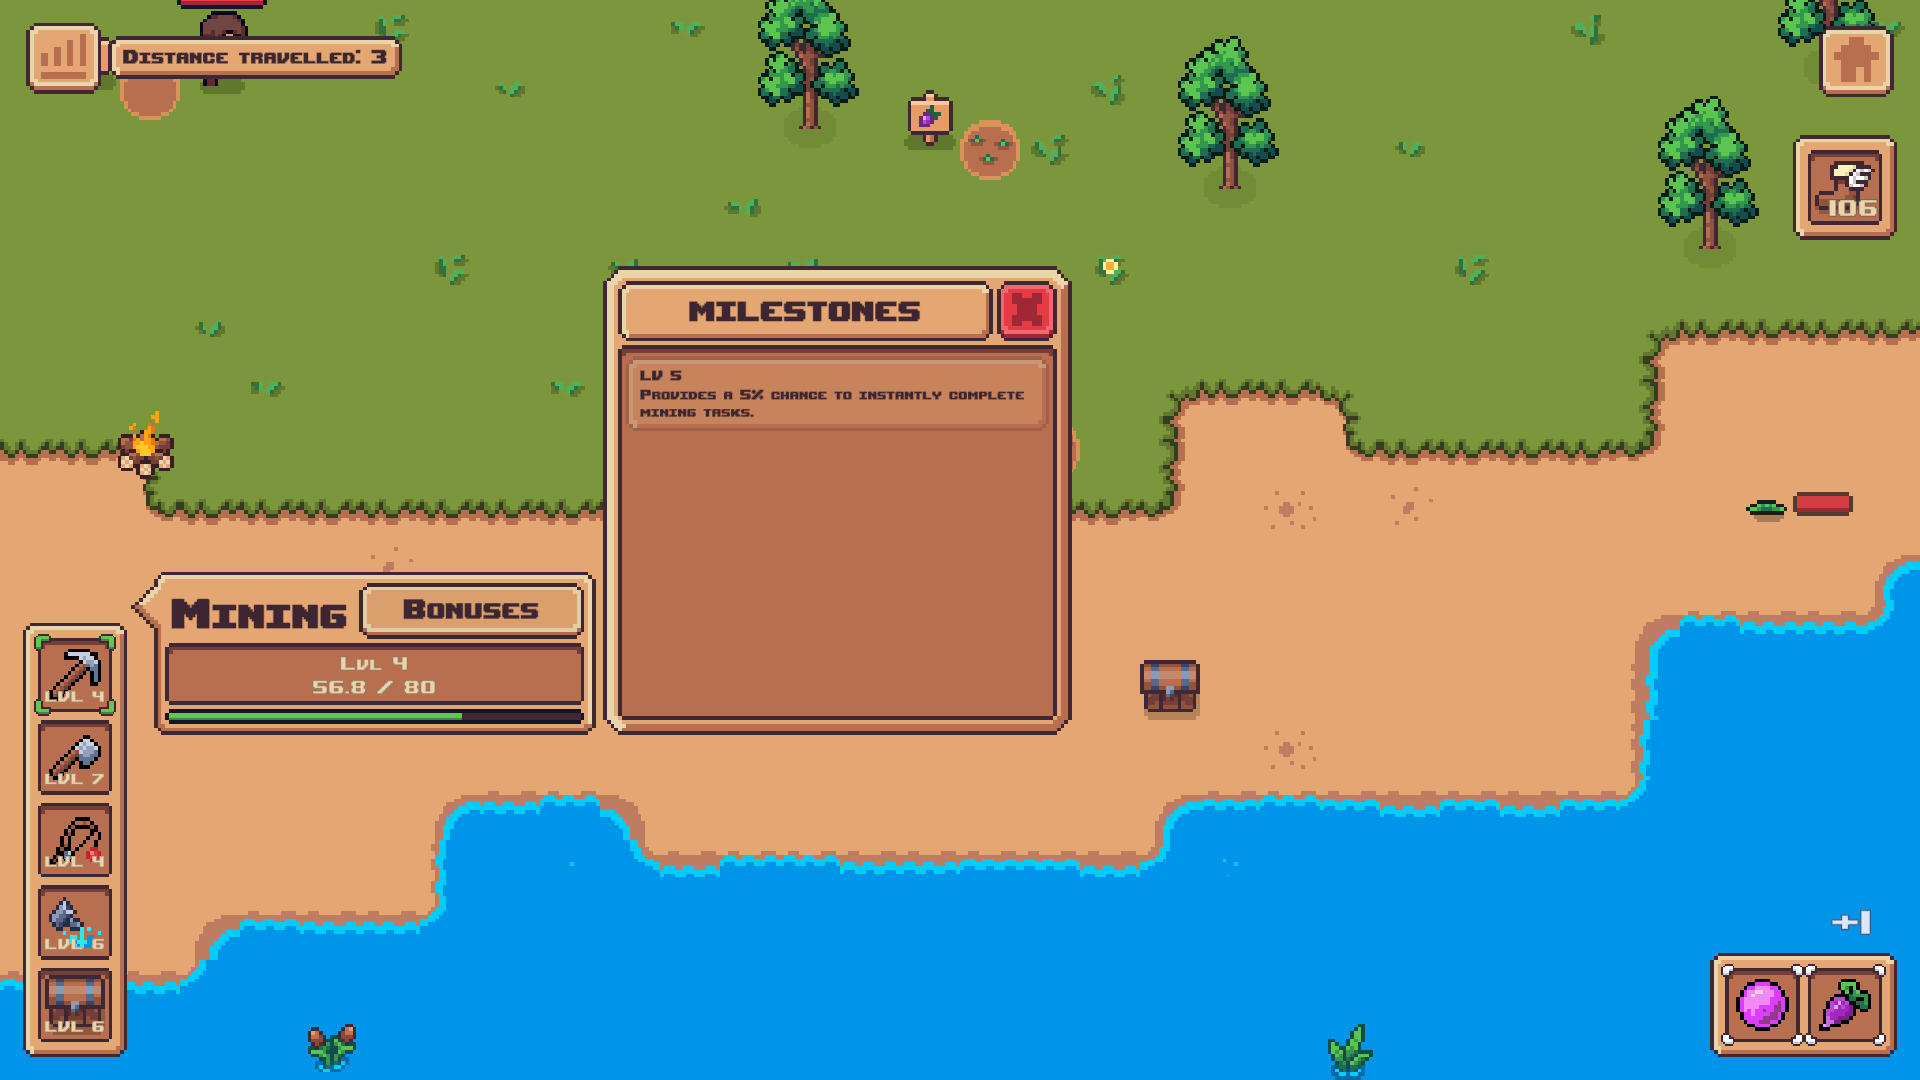 Distance travelled: 3
106
Milestones
Lv 5
Provides a 5% chance to instantly complete
mining tasks.
Mining
Bonuses
Lvl 4
56.8 / 80
Lvl 4
Lvl 7
Lvl 4
Lvl 6
Lvl 6